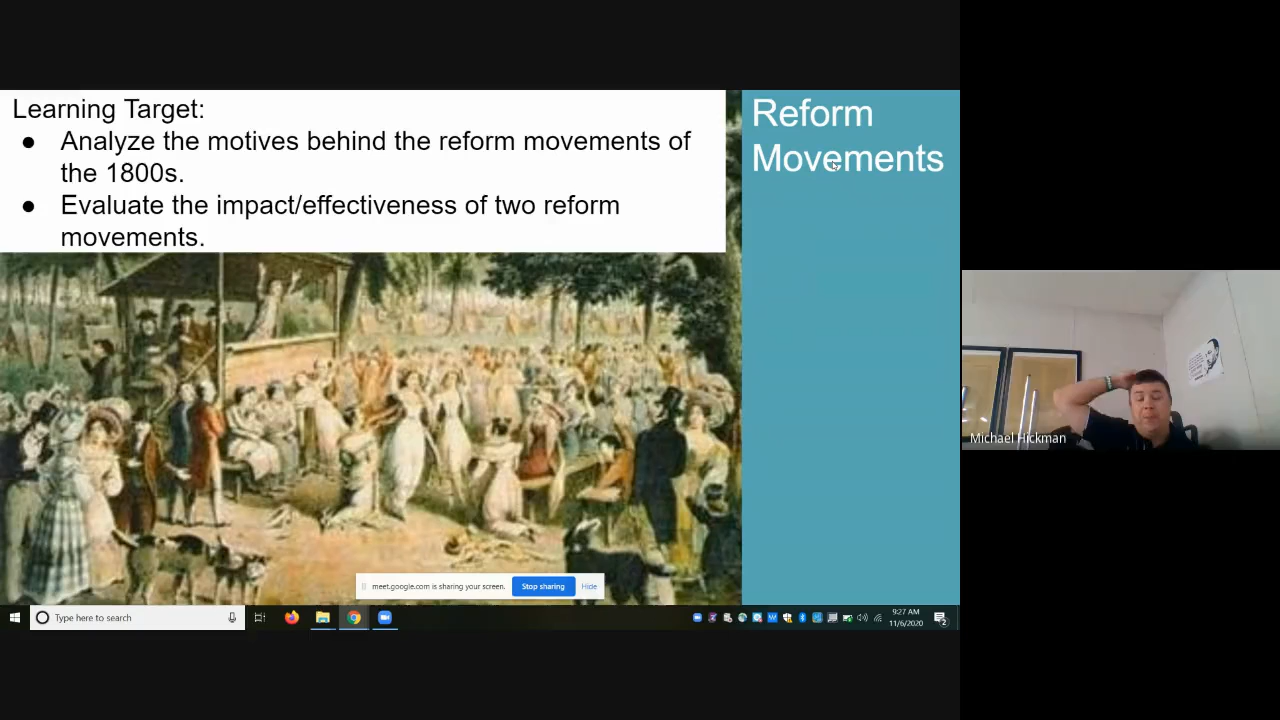 Learning Target:
● Analyze the motives behind the reform movements of
the 1800s.
● Evaluate the impact/effectiveness of two reform
movements.
Reform
Movements
Michael Hickman
meet.google.com is sharing your screen.
Stop sharing
Hide
Type here to search
9:27 AM
11/6/2020
2